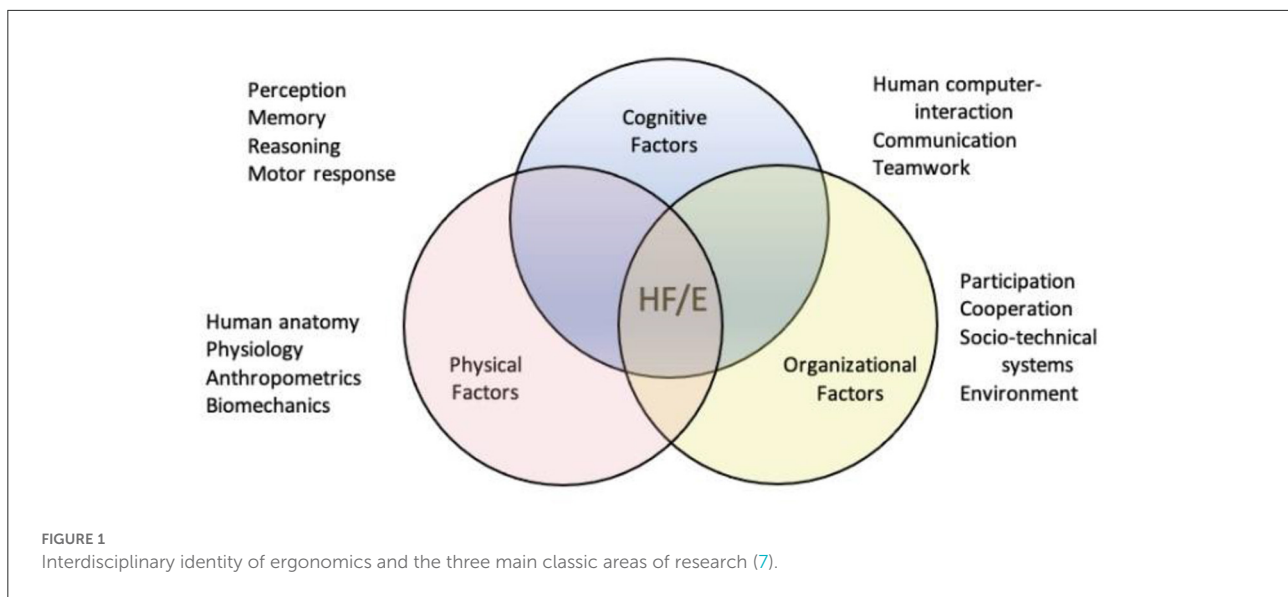 Perception
Memory
Reasoning
Motor response
Cognitive
Factors
Human computer-
interaction
Communication
Teamwork
Human anatomy
Physiology
Anthropometrics
Biomechanics
Physical
Factors
HF/E
Organizational
Factors
Participation
Cooperation
Socio-technical
systems
Environment
FIGURE 1
Interdisciplinary identity of ergonomics and the three main classic areas of research (7).